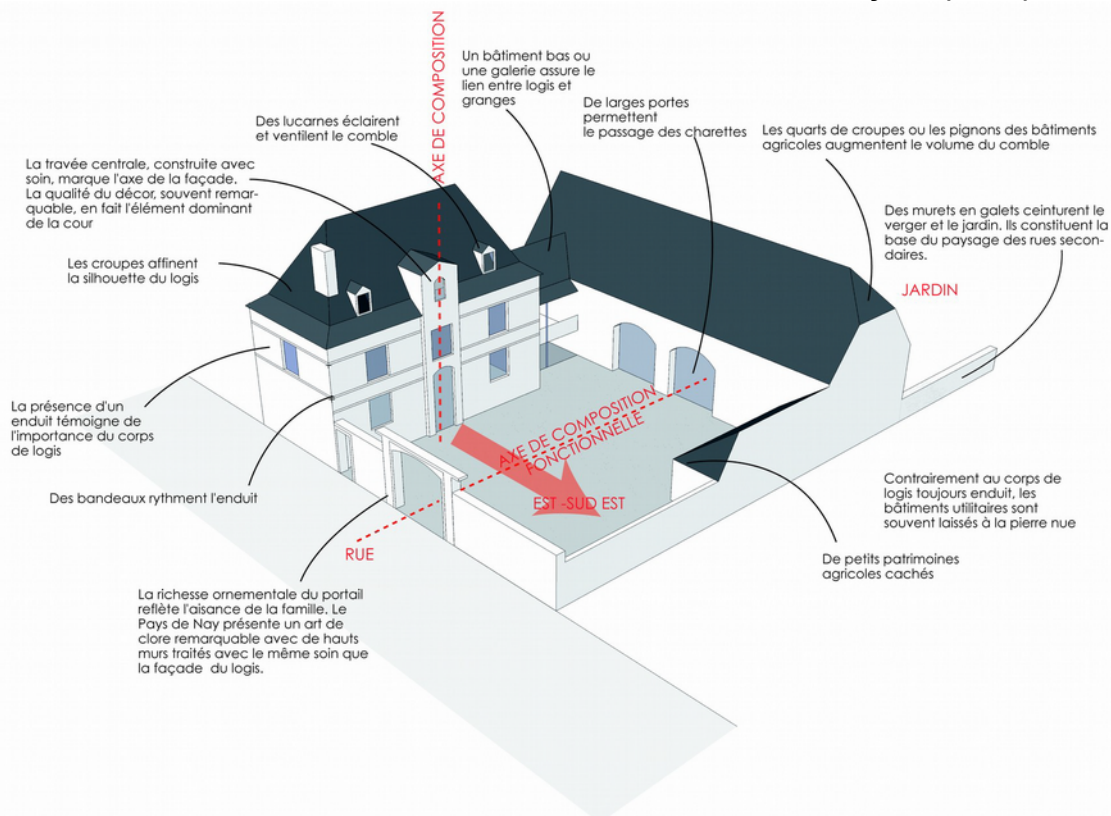 AXE DE COMPOSITION
Un bâtiment bas ou
une galerie assure le
lien entre logis et
granges
De larges portes
permettent
le passage des charettes
Des lucarnes éclairent
et ventilent le comble
Les quarts de croupes ou les pignons des bâtiments
agricoles augmentent le volume du comble
La travée centrale, construite avec
soin, marque l'axe de la façade.
La qualité du décor, souvent remar-
quable, en fait l'élément dominant
de la cour
Des murets en galets ceinturent le
verger et le jardin. Ils constituent la
base du paysage des rues secon-
daires.
Les croupes affinent
la silhouette du logis
JARDIN
La présence d'un
enduit témoigne de
l'importance du corps
de logis
AXE DE COMPOSITION
FONCTIONNELLE
Des bandeaux rythment l'enduit
EST -SUD EST
Contrairement au corps de
logis toujours enduit, les
bâtiments utilitaires sont
souvent laissés à la pierre nue
RUE
De petits patrimoines
agricoles cachés
La richesse ornementale du portail
reflète l'aisance de la famille. Le
Pays de Nay présente un art de
clore remarquable avec de hauts
murs traités avec le même soin que
la façade du logis.